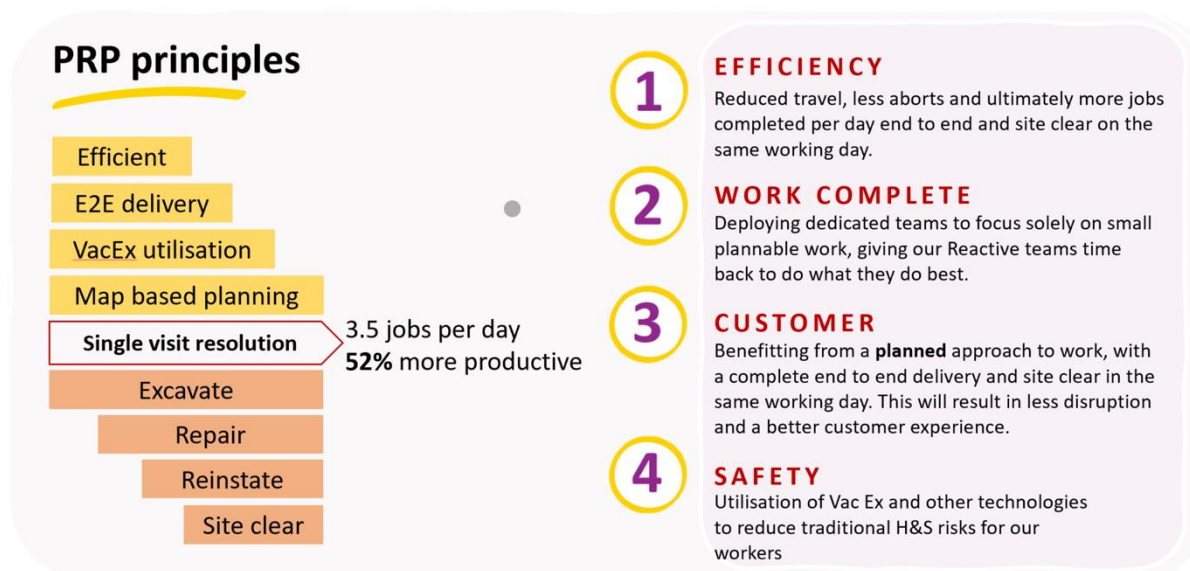 PRP principles
Efficient
E2E delivery
VacEx utilisation
Map based planning
Single visit resolution
3.5 jobs per day
52% more productive
Excavate
Repair
Reinstate
Site clear
1
EFFICIENCY
Reduced travel, less aborts and ultimately more jobs
completed per day end to end and site clear on the
same working day.
2
WORK COMPLETE
Deploying dedicated teams to focus solely on small
plannable work, giving our Reactive teams time
back to do what they do best.
3
CUSTOMER
Benefitting from a planned approach to work, with
a complete end to end delivery and site clear in the
same working day. This will result in less disruption
and a better customer experience.
4
SAFETY
Utilisation of Vac Ex and other technologies
to reduce traditional H&S risks for our
workers